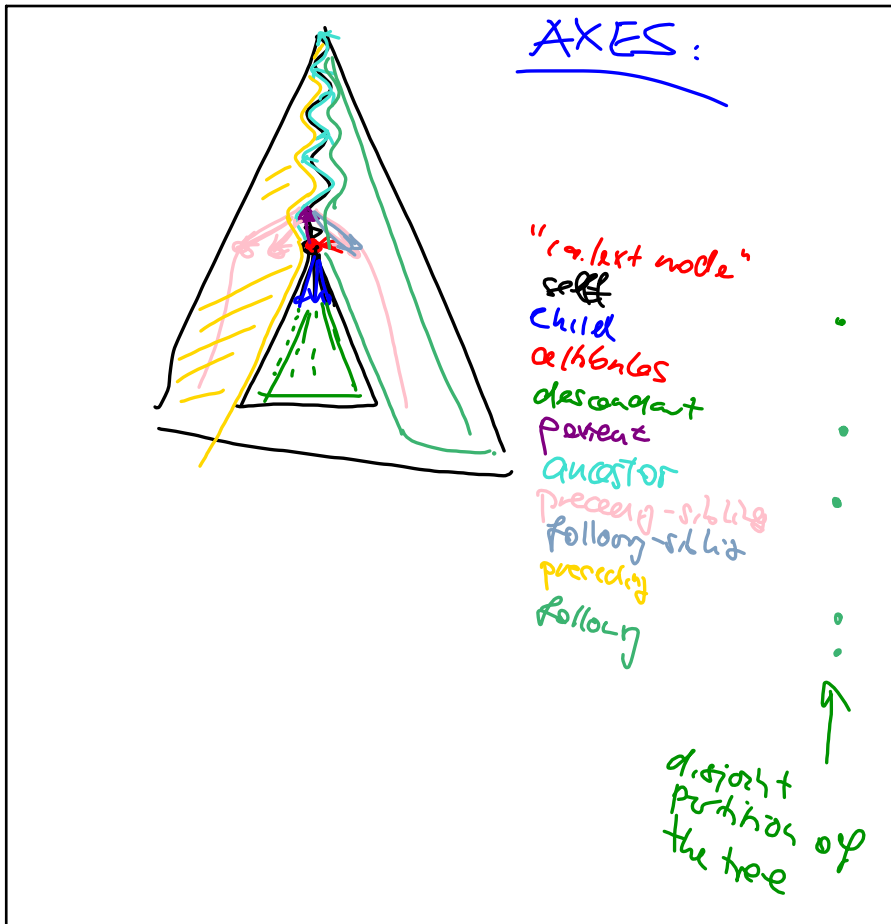 AXES:
"context node"
self
child
attributes
descendant
parent
ancestor
preceding-sibling
following-sibling
preceding
following
disjoint
partition of
the tree